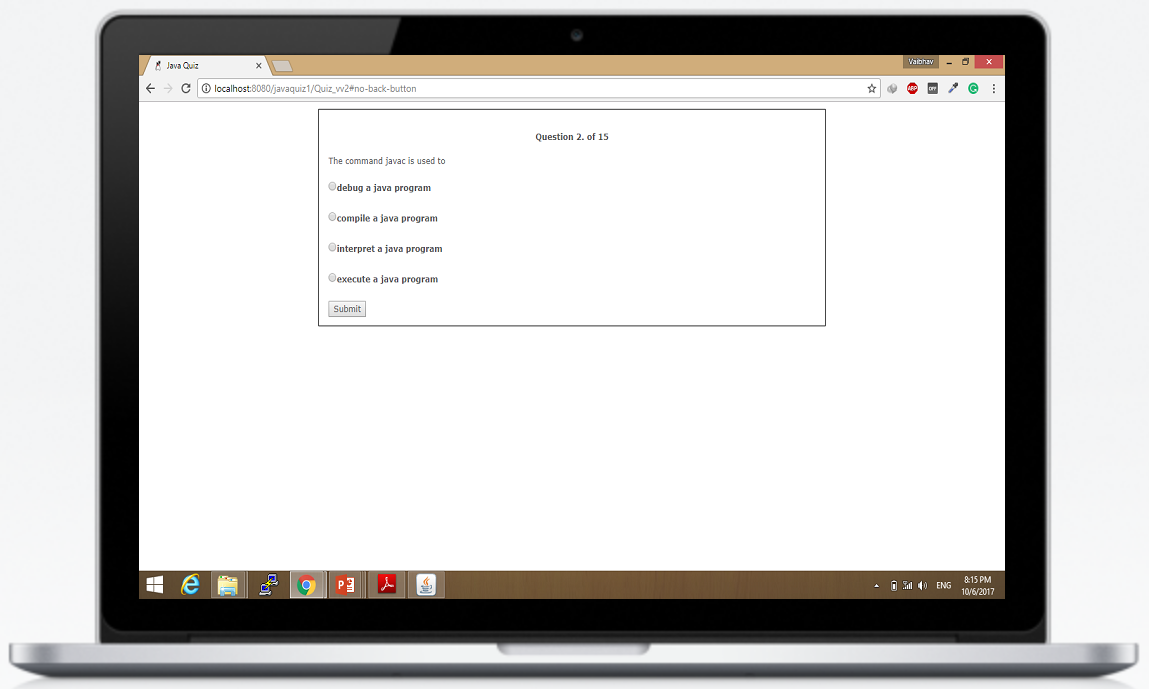 Java Quiz
Vaibhav
localhost:8080/javaquiz1/Quiz_vv2#no-back-button
ABP
OFF
Question 2. of 15
The command javac is used to
debug a java program
compile a java program
interpret a java program
execute a java program
Submit
ENG
8:15 PM
10/6/2017